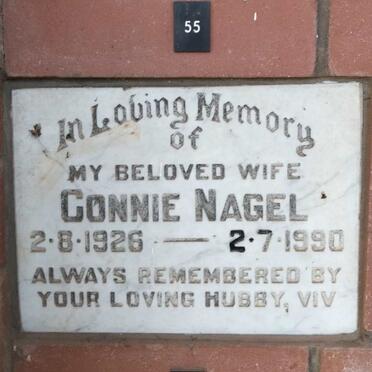 55
In Loving Memory
of
MY BELOVED WIFE
CONNIE NAGEL
2·8·1926 — 2·7·1990
ALWAYS REMEMBERED BY
YOUR LOVING HUBBY, VIV